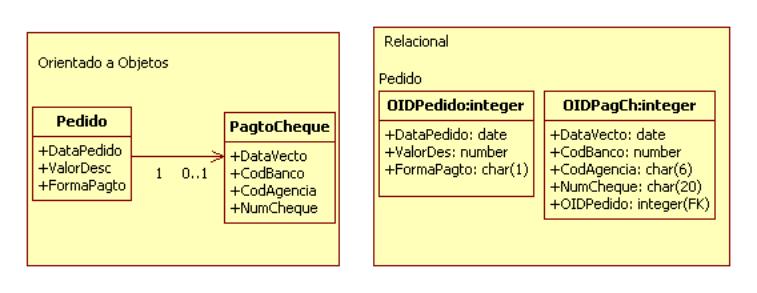 Orientado a Objetos
Pedido
+DataPedido
+ValorDesc
+FormaPagto
1 0..1
PagtoCheque
+DataVecto
+CodBanco
+CodAgencia
+NumCheque
Relacional
Pedido
OIDPedido:integer
+DataPedido: date
+ValorDes: number
+FormaPagto: char(1)
OIDPagCh:integer
+DataVecto: date
+CodBanco: number
+CodAgencia: char(6)
+NumCheque: char(20)
+OIDPedido: integer(FK)